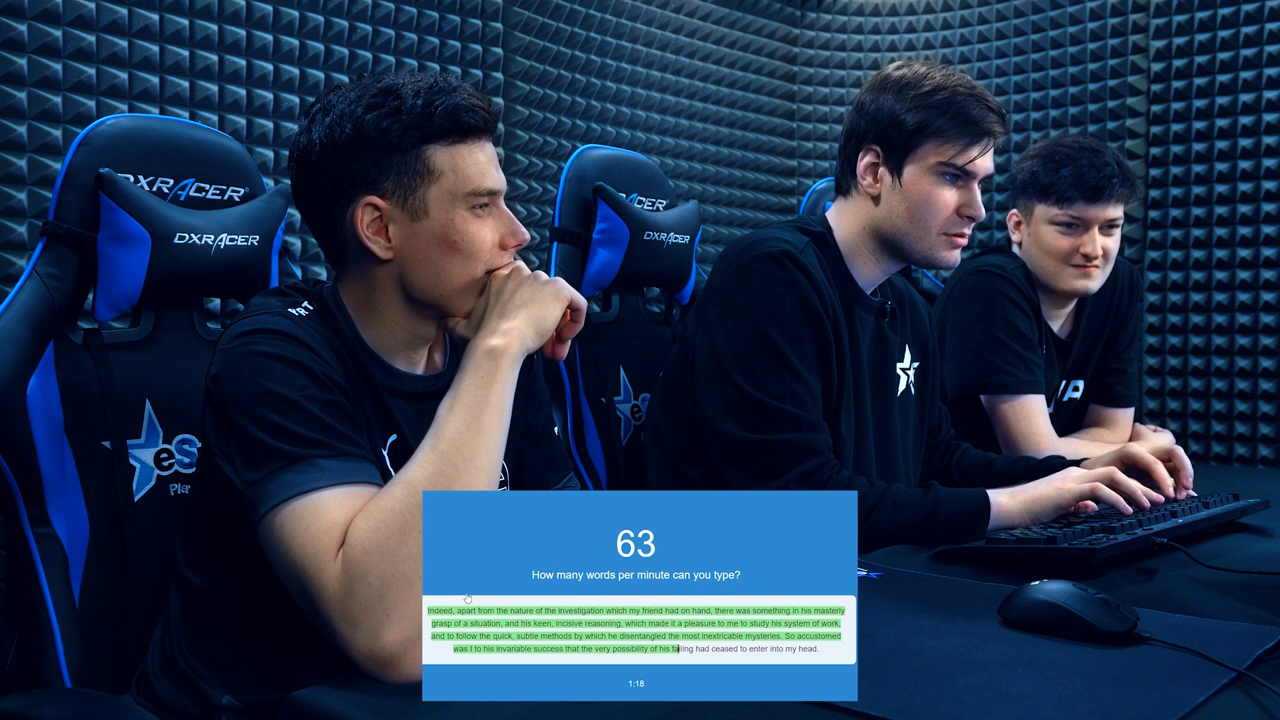 DXRACER
DXRACER
DXRACER
DXRACER
eS
Pla
63
How many words per minute can you type?
Indeed, apart from the nature of the investigation which my friend had on hand, there was something in his masterly
grasp of a situation, and his keen, incisive reasoning, which made it a pleasure to me to study his system of work,
and to follow the quick, subtle methods by which he disentangled the most inextricable mysteries. So accustomed
was I to his invariable success that the very possibility of his failing had ceased to enter into my head.
1:18